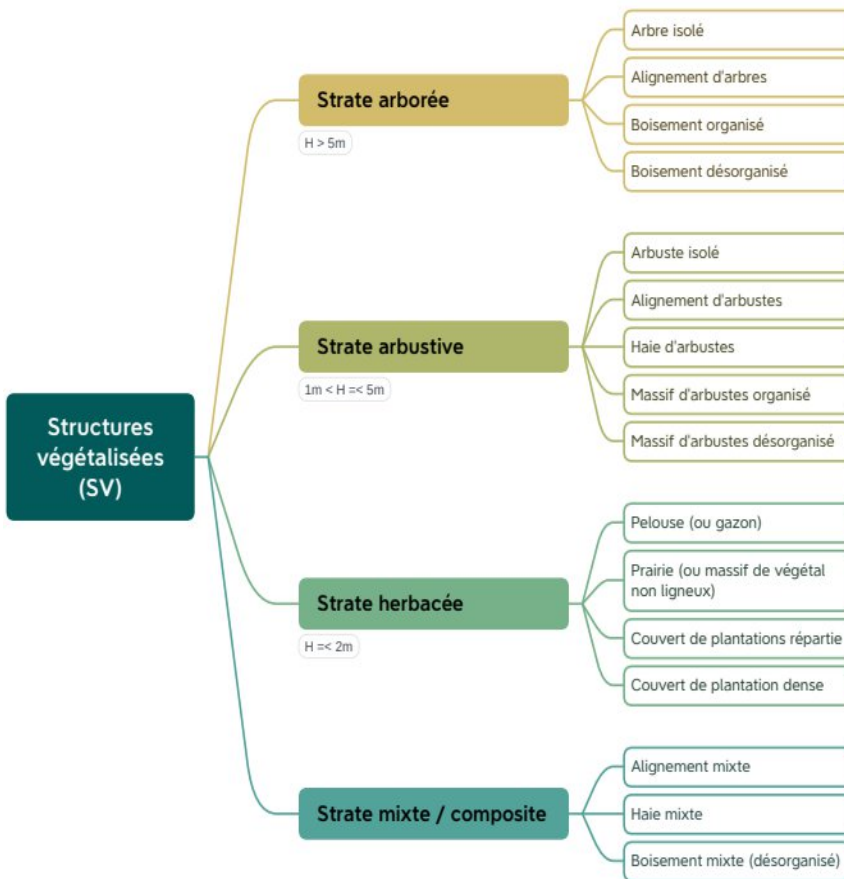 Structures
végétalisées
(SV)
Strate arborée
H > 5m
Arbre isolé
Alignement d'arbres
Boisement organisé
Boisement désorganisé
Strate arbustive
1m < H =< 5m
Arbuste isolé
Alignement d'arbustes
Haie d'arbustes
Massif d'arbustes organisé
Massif d'arbustes désorganisé
Strate herbacée
H =< 2m
Pelouse (ou gazon)
Prairie (ou massif de végétal
non ligneux)
Couvert de plantations répartie
Couvert de plantation dense
Strate mixte / composite
Alignement mixte
Haie mixte
Boisement mixte (désorganisé)